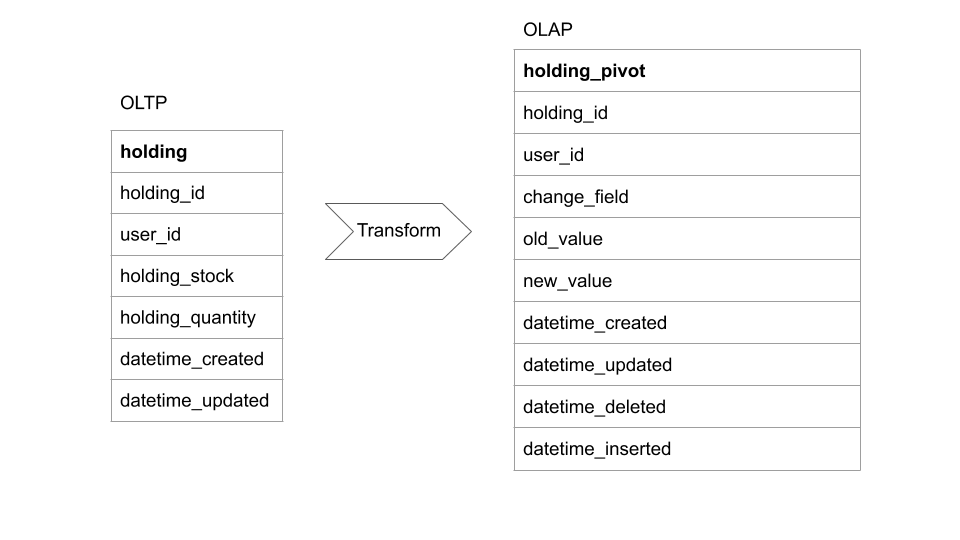 OLTP
holding
holding_id
user_id
holding_stock
holding_quantity
datetime_created
datetime_updated
Transform
OLAP
holding_pivot
holding_id
user_id
change_field
old_value
new_value
datetime_created
datetime_updated
datetime_deleted
datetime_inserted